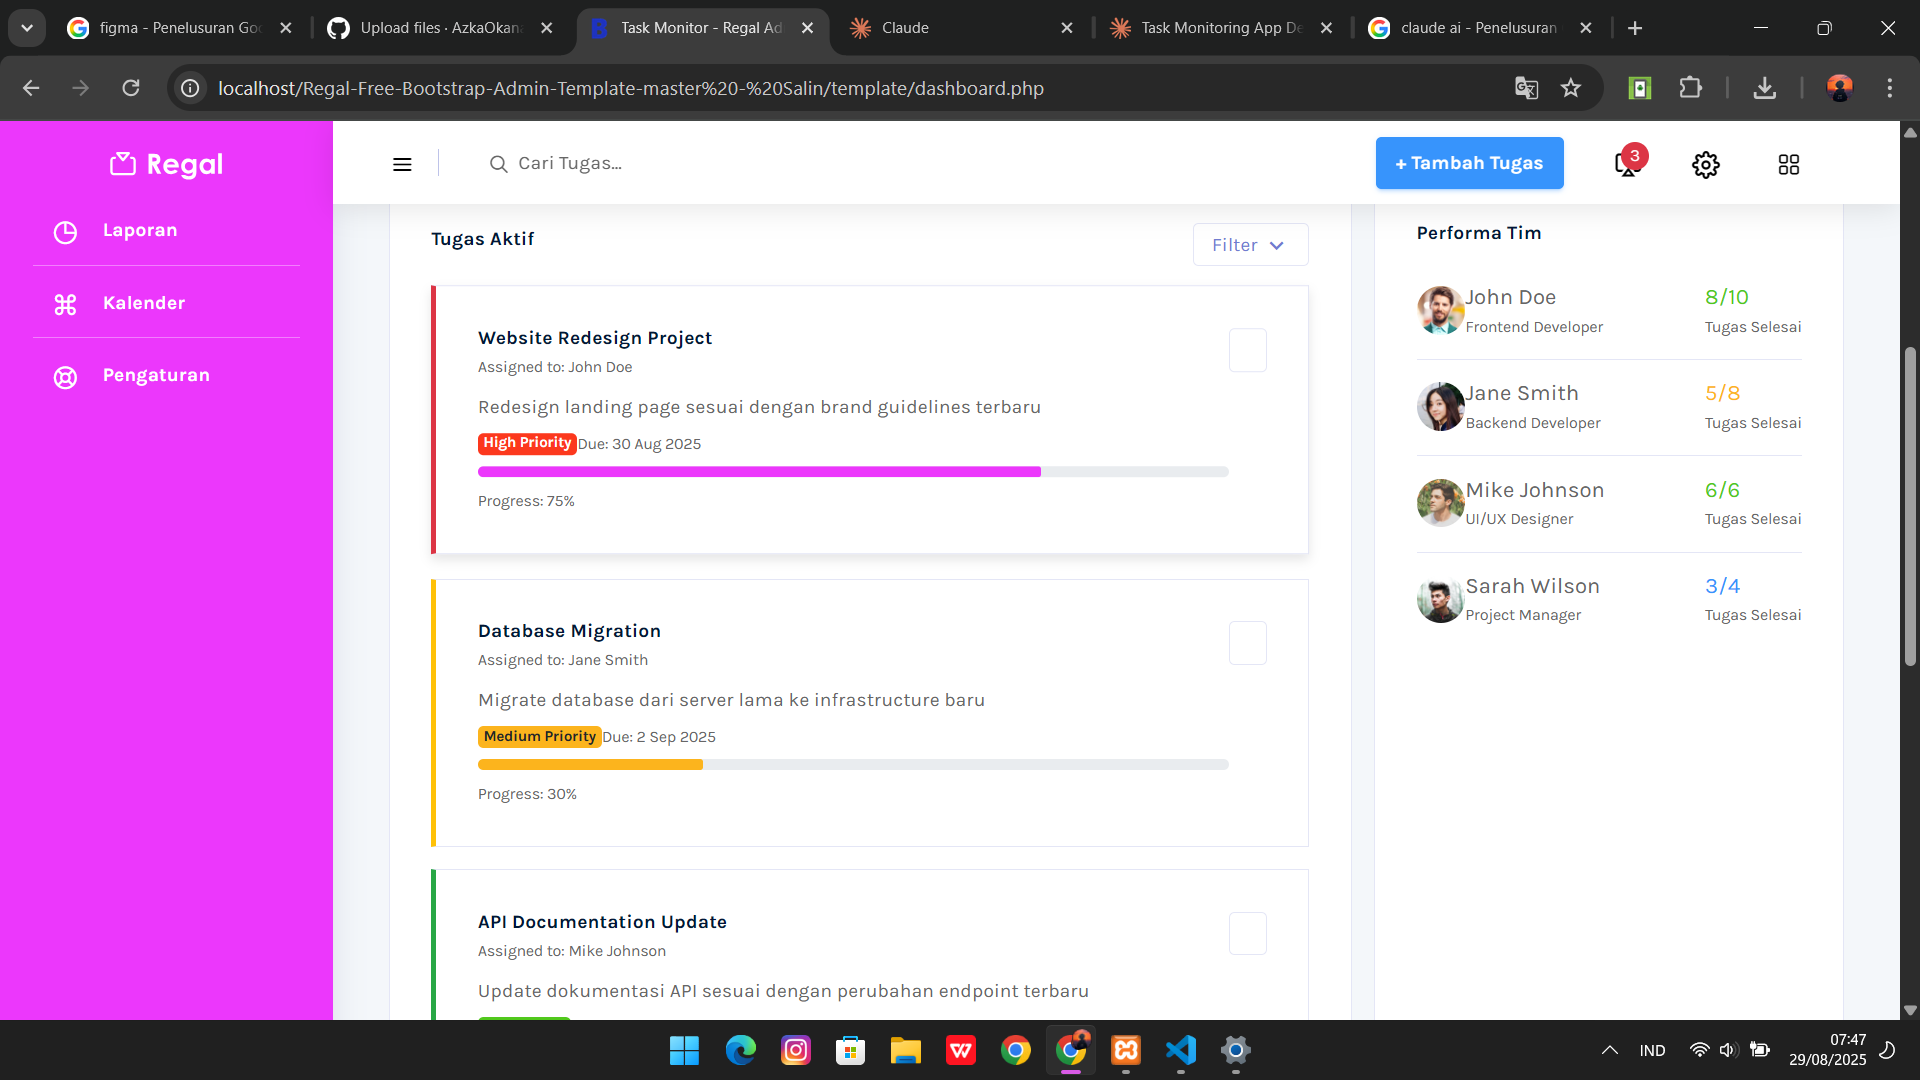 figma - Penelusuran Goo
Upload files · AzkaOkana
Task Monitor - Regal Ad
Claude
Task Monitoring App De
claude ai - Penelusuran
localhost/Regal-Free-Bootstrap-Admin-Template-master%20-%20Salin/template/dashboard.php
Regal
Laporan
Kalender
Pengaturan
Cari Tugas...
+ Tambah Tugas
3
Tugas Aktif
Filter
Website Redesign Project
Assigned to: John Doe
Redesign landing page sesuai dengan brand guidelines terbaru
High Priority Due: 30 Aug 2025
Progress: 75%
Database Migration
Assigned to: Jane Smith
Migrate database dari server lama ke infrastructure baru
Medium Priority Due: 2 Sep 2025
Progress: 30%
API Documentation Update
Assigned to: Mike Johnson
Update dokumentasi API sesuai dengan perubahan endpoint terbaru
Performa Tim
John Doe
8/10
Frontend Developer
Tugas Selesai
Jane Smith
5/8
Backend Developer
Tugas Selesai
Mike Johnson
6/6
UI/UX Designer
Tugas Selesai
Sarah Wilson
3/4
Project Manager
Tugas Selesai
IND
07:47
29/08/2025